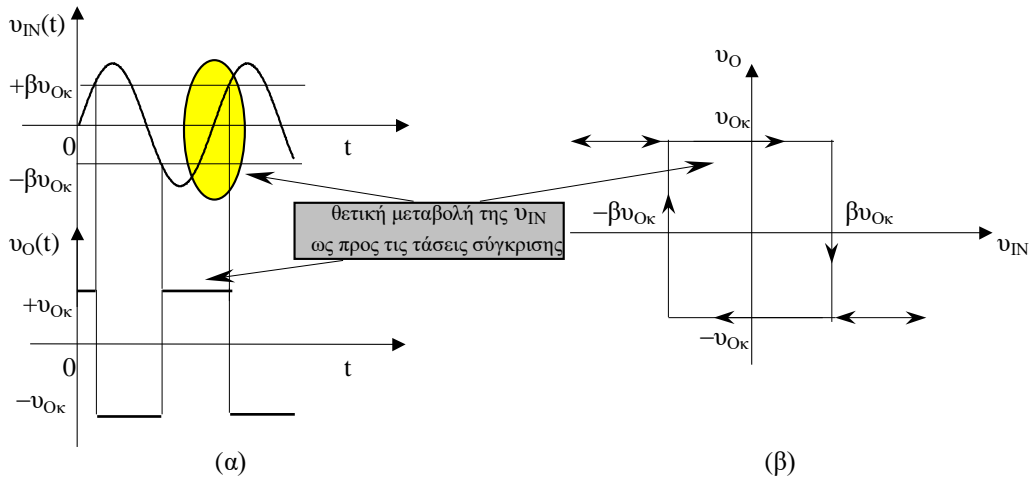 υIN(t)
+βυOκ
0
t
−βυOκ
υO(t)
+υOκ
0
t
−υOκ
(α)
θετική μεταβολή της υIN
ως προς τις τάσεις σύγκρισης
υO
υOκ
−βυOκ
βυOκ
υIN
−υOκ
(β)